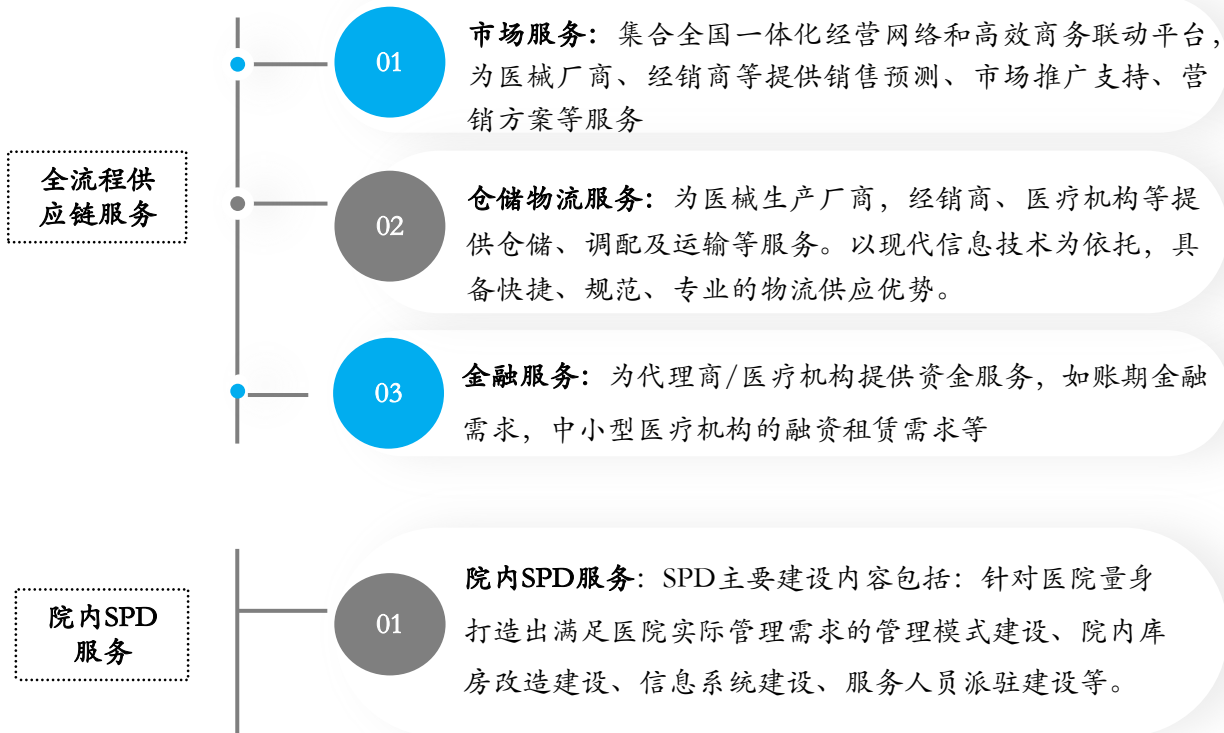 01
市场服务：集合全国一体化经营网络和高效商务联动平台，
为医械厂商、经销商等提供销售预测、市场推广支持、营
销方案等服务
全流程供
应链服务
02
仓储物流服务：为医械生产厂商，经销商、医疗机构等提
供仓储、调配及运输等服务。以现代信息技术为依托，具
备快捷、规范、专业的物流供应优势。
03
金融服务：为代理商/医疗机构提供资金服务，如账期金融
需求，中小型医疗机构的融资租赁需求等
院内SPD
服务
01
院内SPD服务：SPD主要建设内容包括：针对医院量身
打造出满足医院实际管理需求的管理模式建设、院内库
房改造建设、信息系统建设、服务人员派驻建设等。